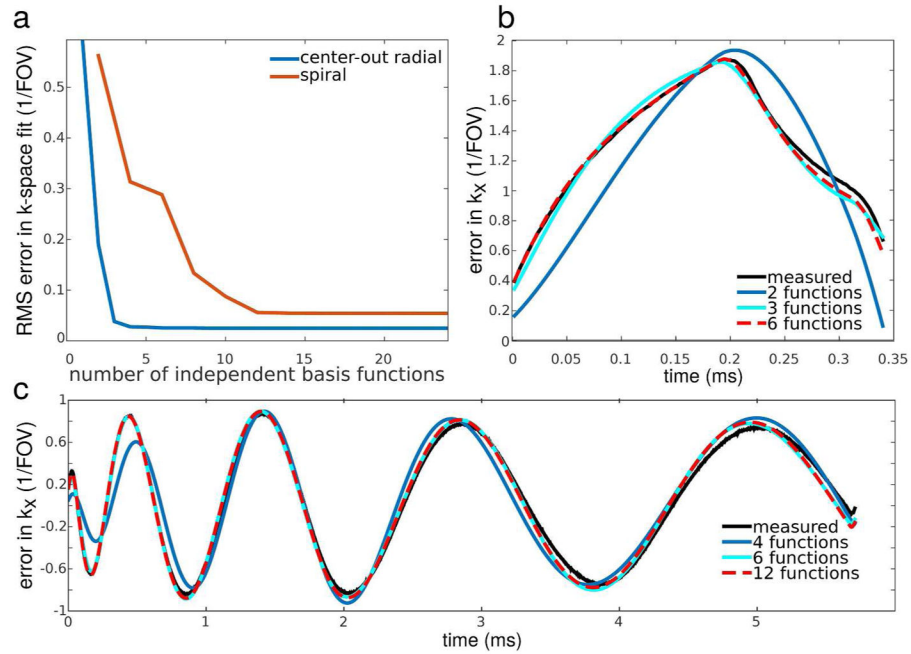 a
RMS error in k-space fit (1/FOV)
0.5
0.4
0.3
0.2
0.1
0
0
5
10
15
20
number of independent basis functions
center-out radial
spiral
b
error in kx (1/FOV)
2
1.8
1.6
1.4
1.2
1
0.8
0.6
0.4
0.2
0
0
0.05
0.1
0.15
0.2
0.25
0.3
0.35
time (ms)
measured
2 functions
3 functions
6 functions
c
error in kx (1/FOV)
1
0.6
0.2
-0.2
-0.6
-1
0
1
2
3
4
5
time (ms)
measured
4 functions
6 functions
12 functions